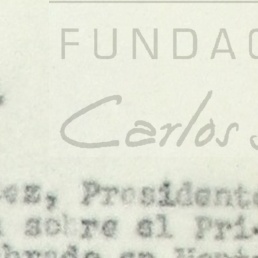 FUNDAC
Carlos S
ez, Presidente
n sobre el Pri-